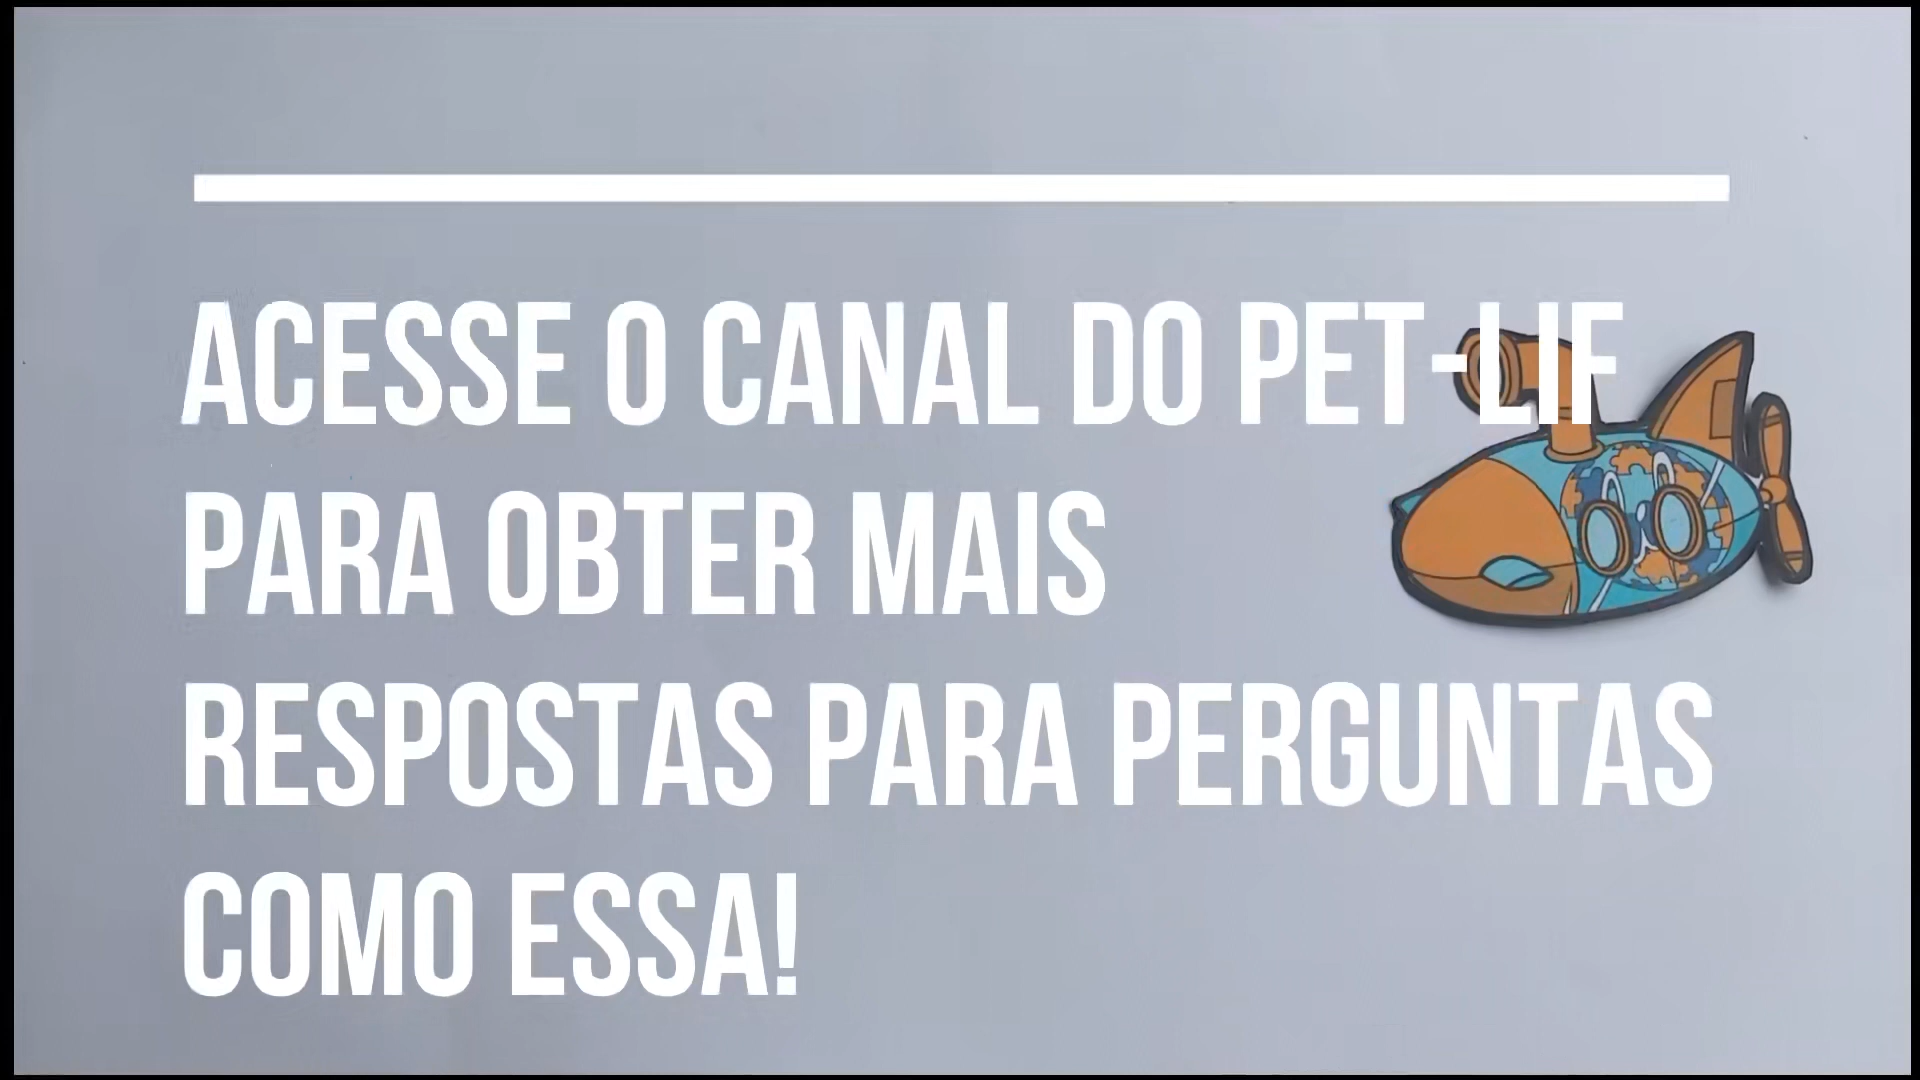 ACESSE O CANAL DO PET-LIF
PARA OBTER MAIS
RESPOSTAS PARA PERGUNTAS
COMO ESSA!